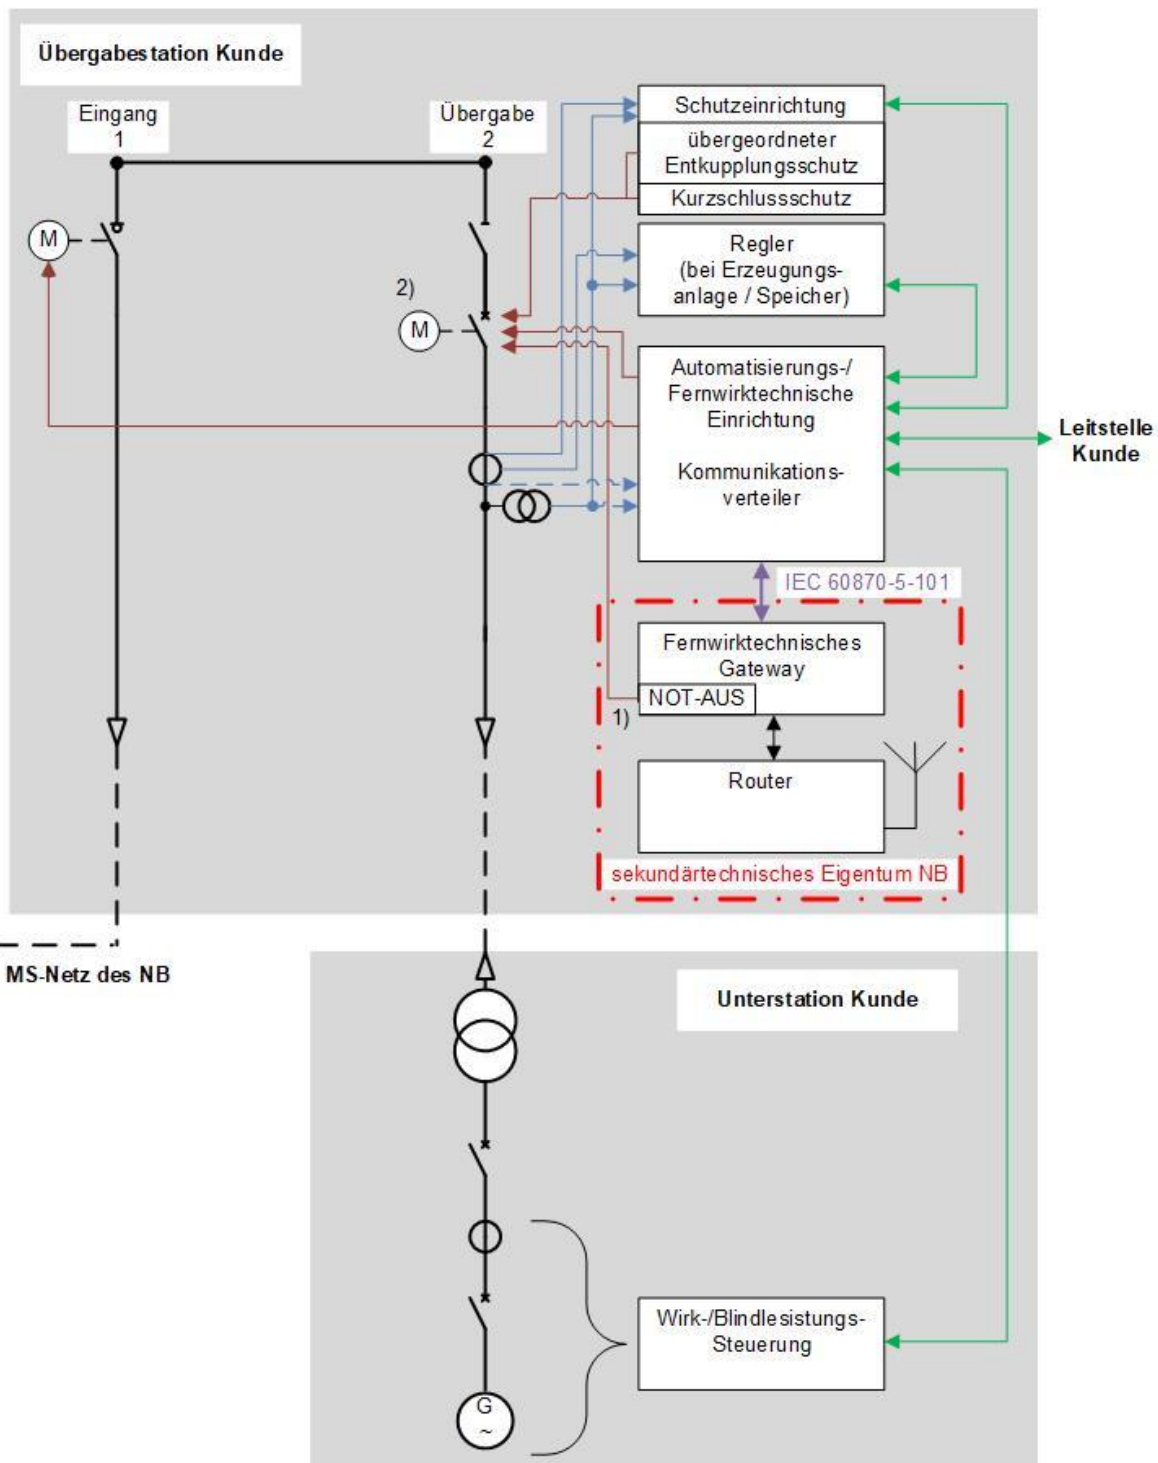 Übergabestation Kunde
Eingang
1
Übergabe
2
Schutzeinrichtung
übergeordneter
Entkupplungsschutz
Kurzschlussschutz
M
Regler
(bei Erzeugungs-
anlage / Speicher)
2)
M
Automatisierungs-/
Fernwirktechnische
Einrichtung
Kommunikations-
verteiler
Leitstelle
Kunde
IEC 60870-5-101
Fernwirktechnisches
Gateway
NOT-AUS
1)
Router
sekundärtechnisches Eigentum NB
MS-Netz des NB
Unterstation Kunde
Wirk-/Blindlesistungs-
Steuerung
G
~